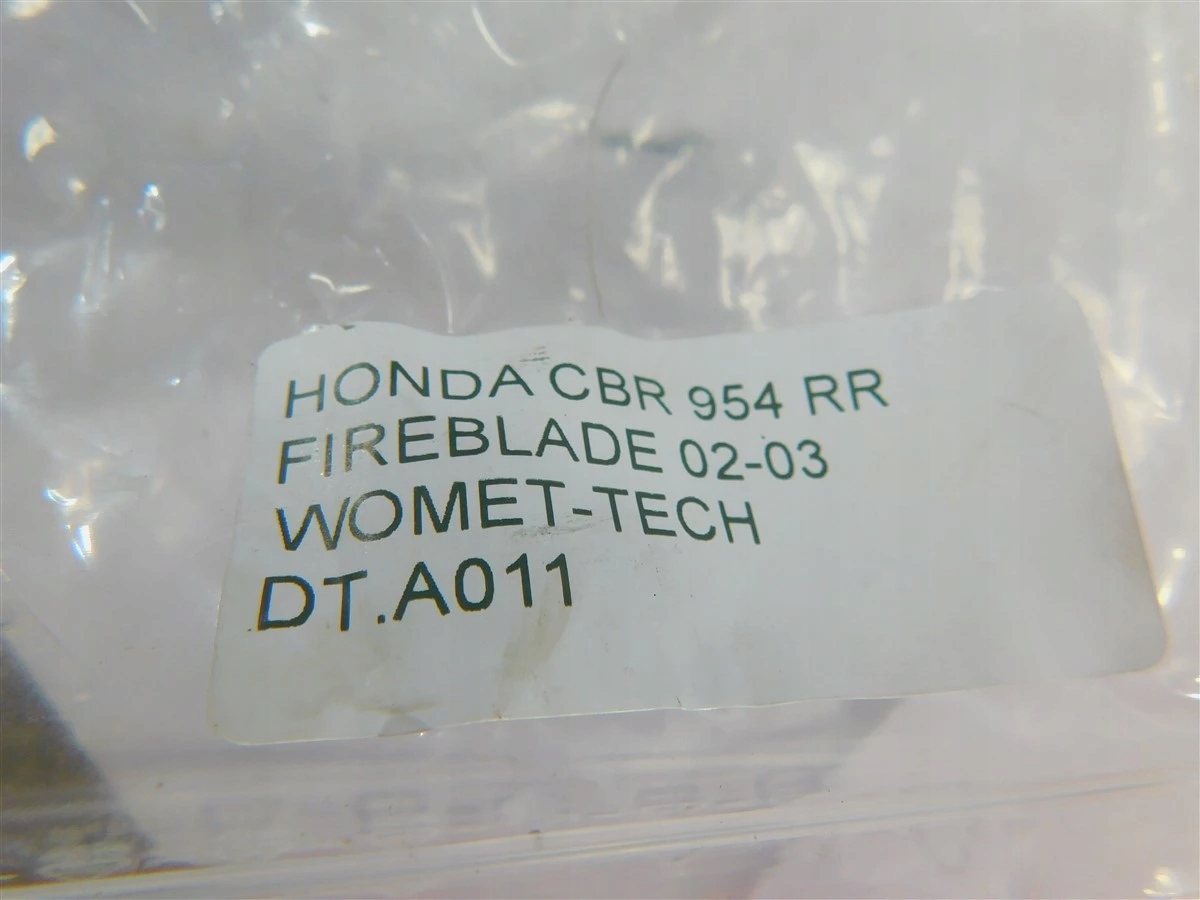 HONDA CBR 954 RR
FIREBLADE 02-03
WOMET-TECH
DT.A011